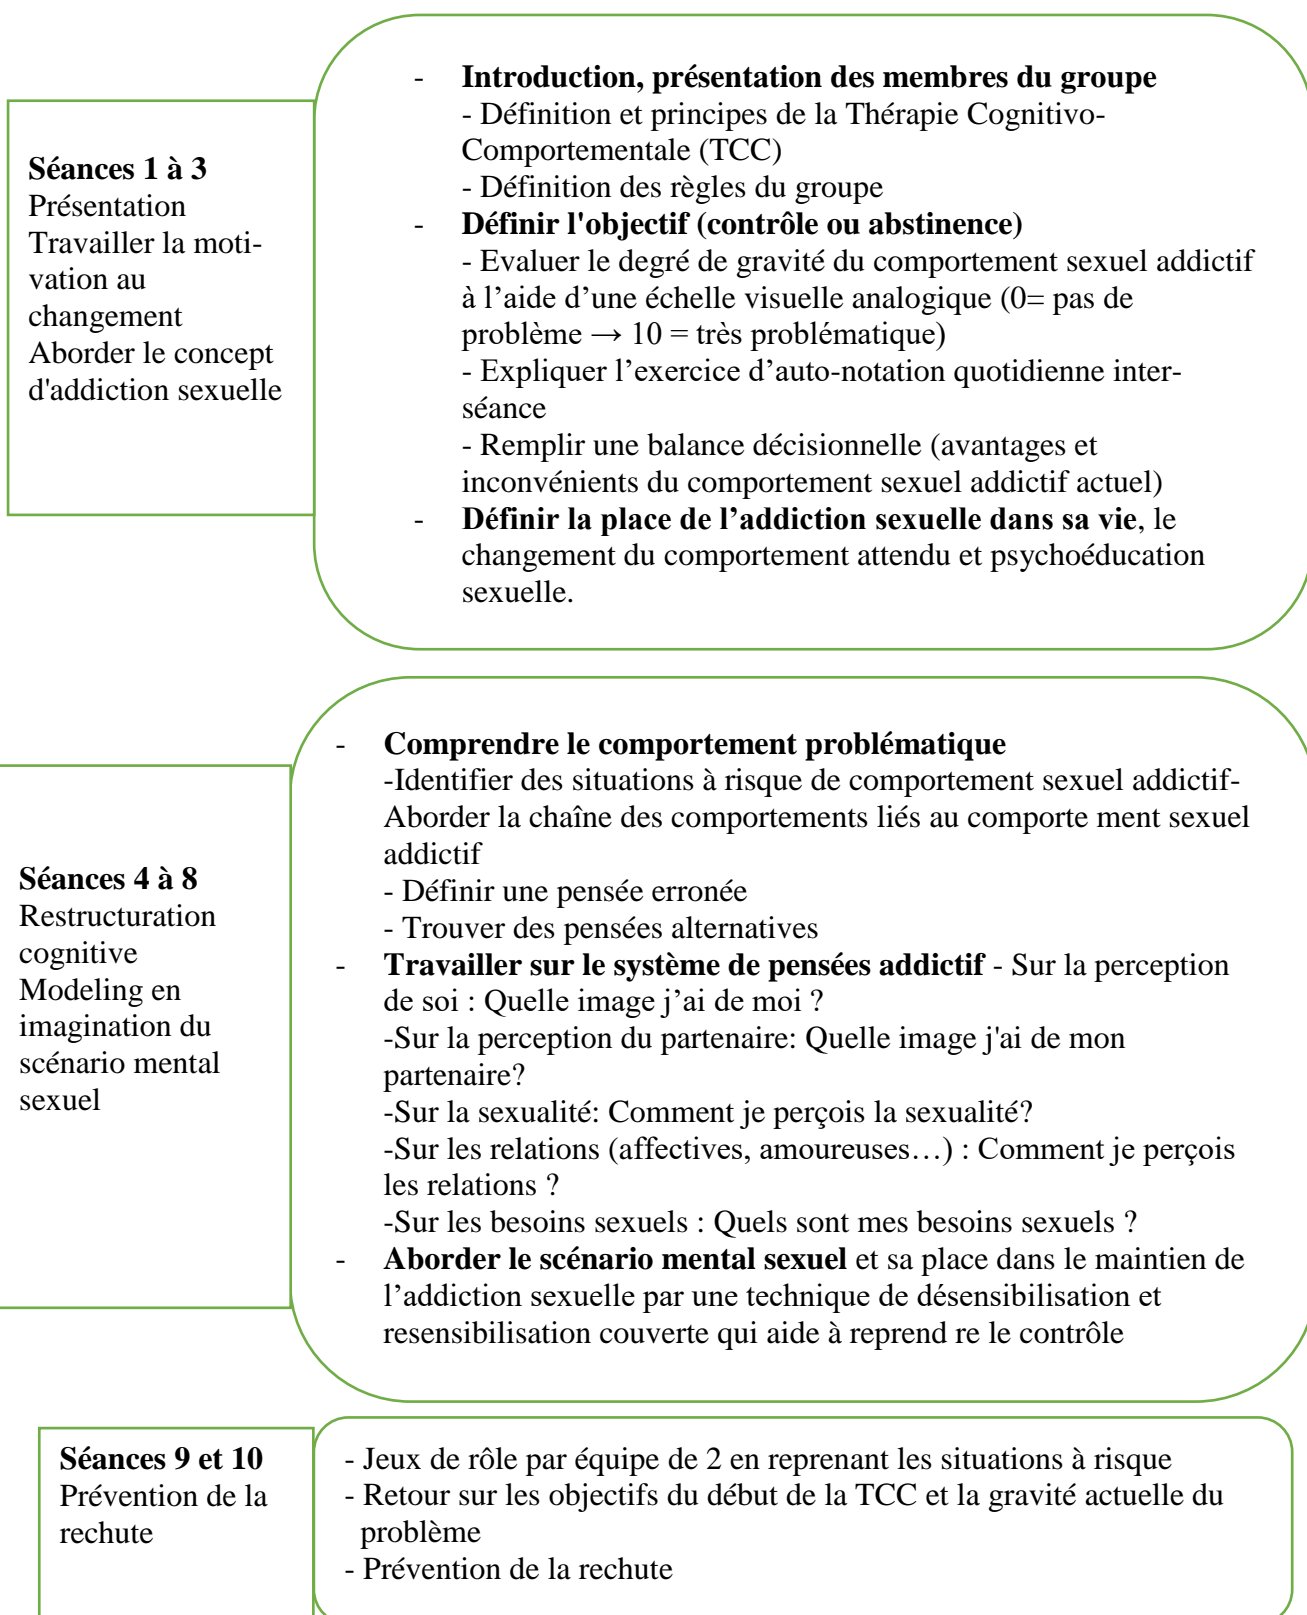 Séances 1 à 3
Présentation
Travailler la moti-
vation au
changement
Aborder le concept
d'addiction sexuelle
- Introduction, présentation des membres du groupe
- Définition et principes de la Thérapie Cognitivo-
Comportementale (TCC)
- Définition des règles du groupe
- Définir l'objectif (contrôle ou abstinence)
- Evaluer le degré de gravité du comportement sexuel addictif
à l’aide d’une échelle visuelle analogique (0= pas de
problème → 10 = très problématique)
- Expliquer l’exercice d’auto-notation quotidienne inter-
séance
- Remplir une balance décisionnelle (avantages et
inconvénients du comportement sexuel addictif actuel)
- Définir la place de l’addiction sexuelle dans sa vie, le
changement du comportement attendu et psychoéducation
sexuelle.
Séances 4 à 8
Restructuration
cognitive
Modeling en
imagination du
scénario mental
sexuel
- Comprendre le comportement problématique
-Identifier des situations à risque de comportement sexuel addictif-
Aborder la chaîne des comportements liés au comporte ment sexuel
addictif
- Définir une pensée erronée
- Trouver des pensées alternatives
- Travailler sur le système de pensées addictif - Sur la perception
de soi : Quelle image j’ai de moi ?
-Sur la perception du partenaire: Quelle image j'ai de mon
partenaire?
-Sur la sexualité: Comment je perçois la sexualité?
-Sur les relations (affectives, amoureuses…) : Comment je perçois
les relations ?
-Sur les besoins sexuels : Quels sont mes besoins sexuels ?
- Aborder le scénario mental sexuel et sa place dans le maintien de
l’addiction sexuelle par une technique de désensibilisation et
resensibilisation couverte qui aide à reprend re le contrôle
Séances 9 et 10
Prévention de la
rechute
- Jeux de rôle par équipe de 2 en reprenant les situations à risque
- Retour sur les objectifs du début de la TCC et la gravité actuelle du
problème
- Prévention de la rechute